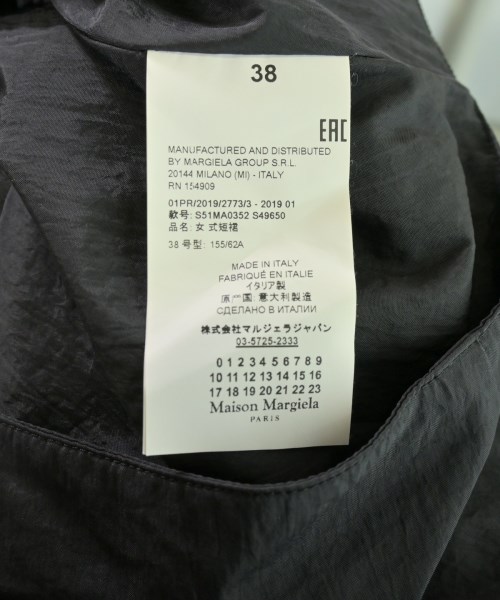 38
EAC
MANUFACTURED AND DISTRIBUTED
BY MARGIELA GROUP S.R.L.
20144 MILANO (MI) - ITALY
RN 154909
01PR/2019/2773/3 - 2019 01
款号: S51MA0352 S49650
品名: 女 式短裙
38 号型: 155/62A
MADE IN ITALY
FABRIQUÉ EN ITALIE
イタリア製
原产国: 意大利製造
СДЕЛАНО В ИТАЛИИ
株式会社マルジェラジャパン
03-5725-2333
0 1 2 3 4 5 6 7 8 9
10 11 12 13 14 15 16
17 18 19 20 21 22 23
Maison Margiela
PARIS